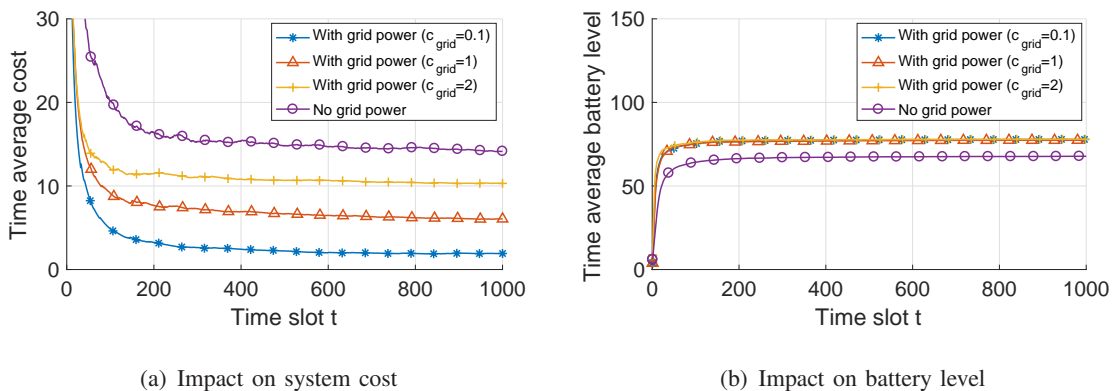 30
20
10
0
Time average cost
0 200 400 600 800 1000
Time slot t
With grid power (c_grid=0.1)
With grid power (c_grid=1)
With grid power (c_grid=2)
No grid power
(a) Impact on system cost
150
100
50
0
Time average battery level
0 200 400 600 800 1000
Time slot t
With grid power (c_grid=0.1)
With grid power (c_grid=1)
With grid power (c_grid=2)
No grid power
(b) Impact on battery level